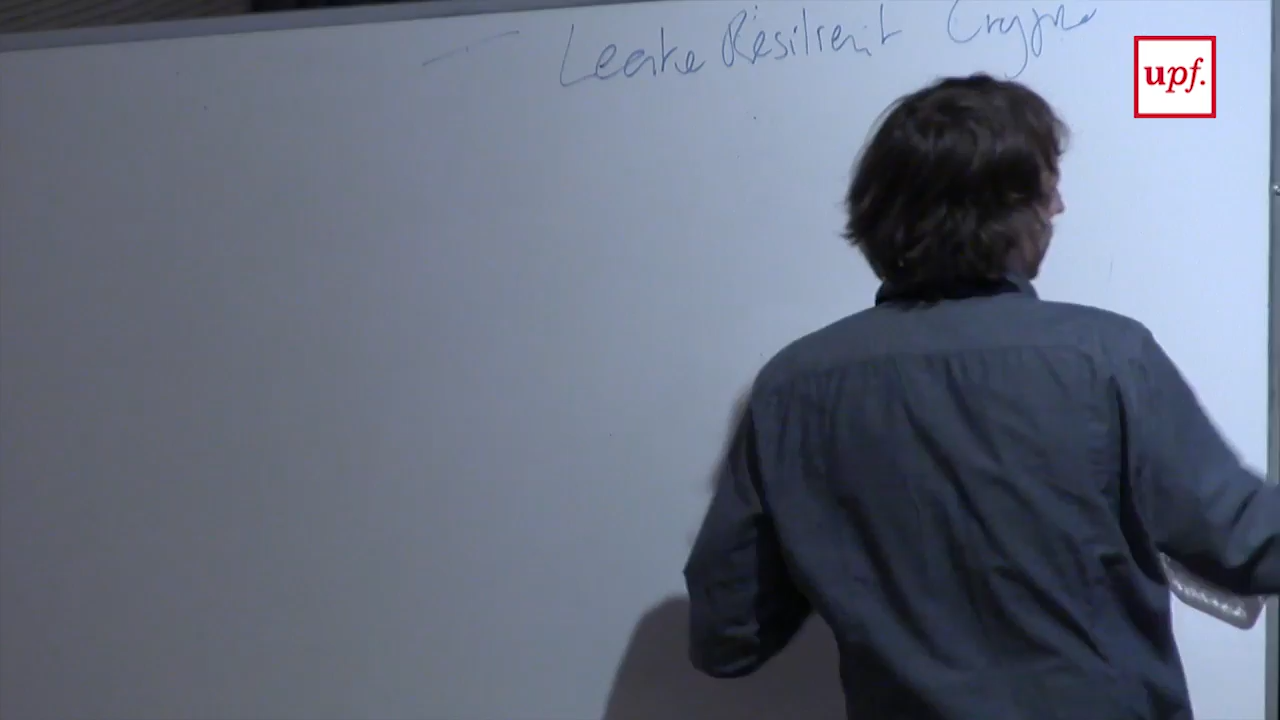 — Leake Resilient Crypto
upf.